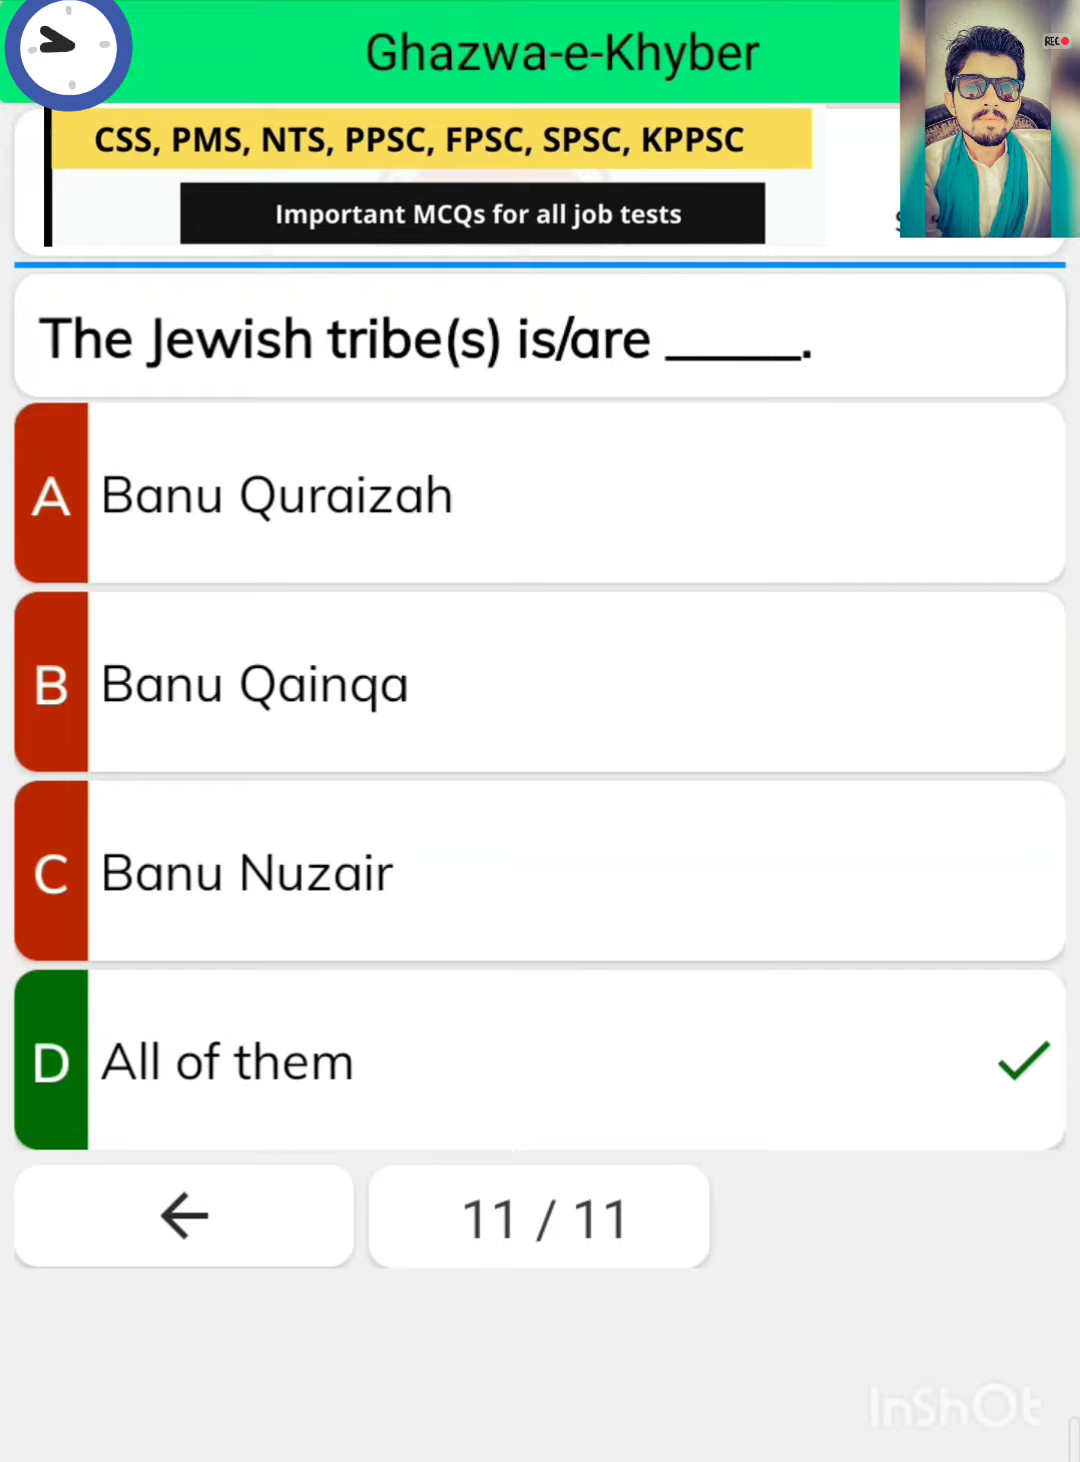 Ghazwa-e-Khyber
REC
CSS, PMS, NTS, PPSC, FPSC, SPSC, KPPSC
Important MCQs for all job tests
The Jewish tribe(s) is/are _____.
A Banu Quraizah
B Banu Qainqa
C Banu Nuzair
D All of them
11 / 11
InShOt